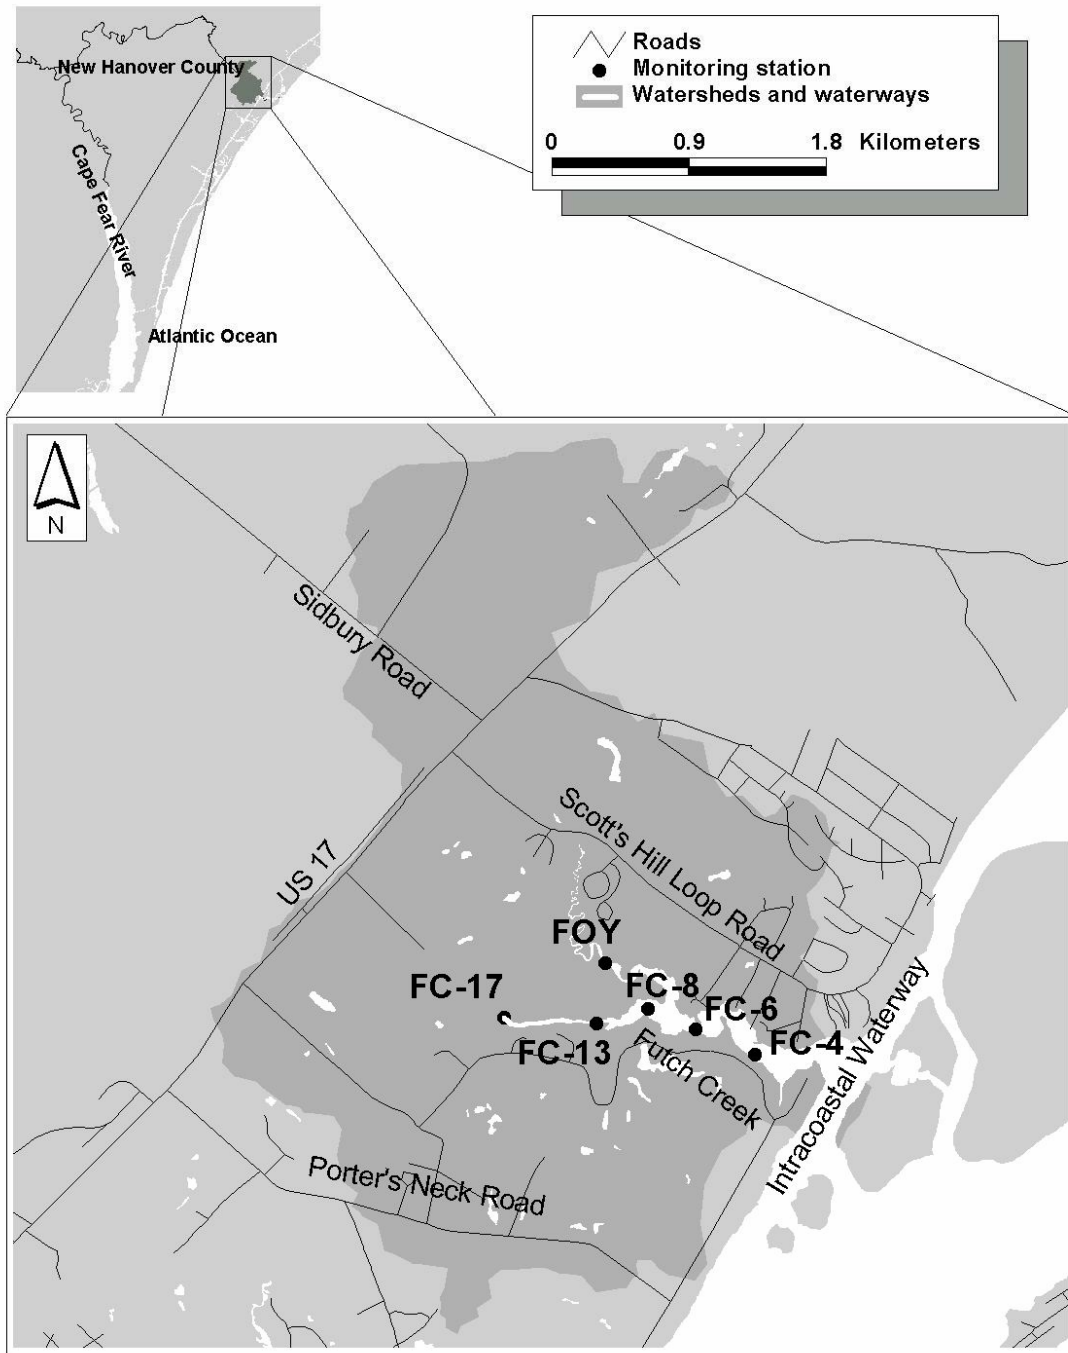 New Hanover County
Cape Fear River
Atlantic Ocean
Roads
Monitoring station
Watersheds and waterways
0 0.9 1.8 Kilometers
N
Sidbury Road
US 17
Scott's Hill Loop Road
FOY
FC-17
FC-8
FC-6
FC-13
FC-4
Futch Creek
Intracoastal Waterway
Porter's Neck Road